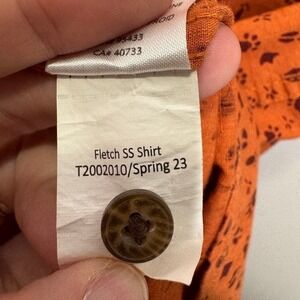 CA# 40733
Fletch SS Shirt
T2002010/Spring 23